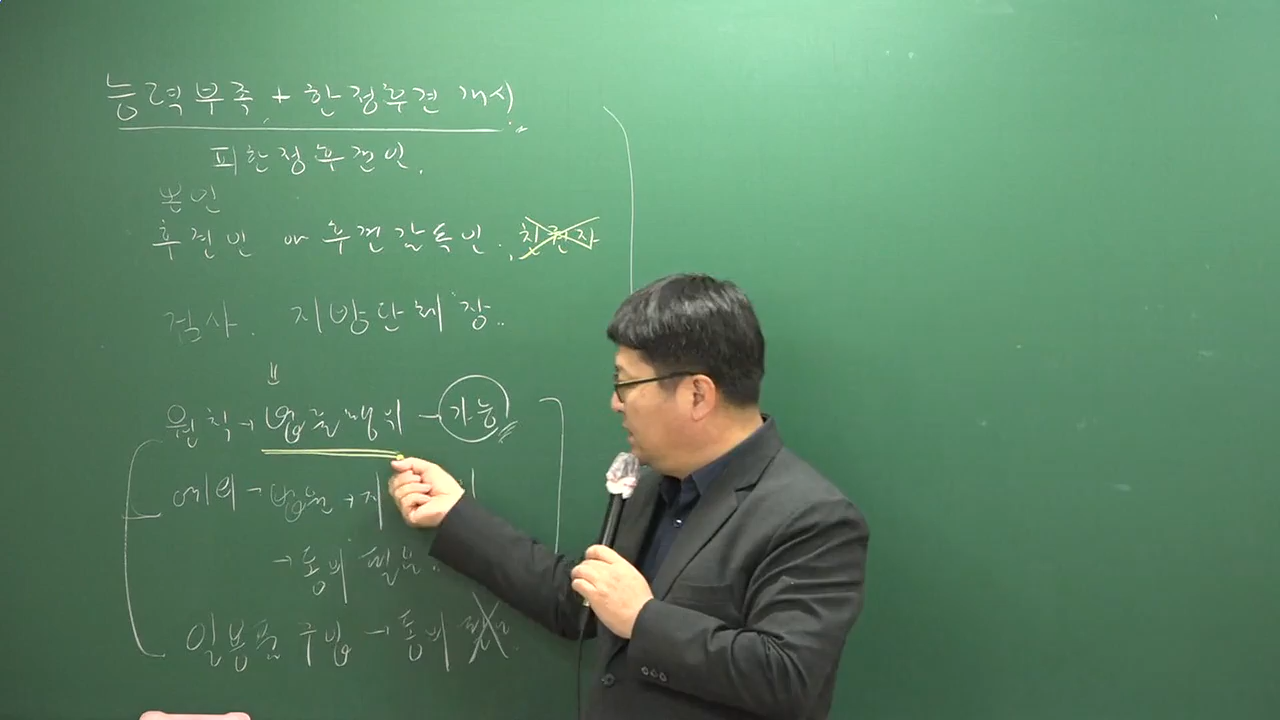 능력부족 + 한정후견 개시
피한정후견인.
본인
후견인 or 후견감독인. 친권자
검사. 지방단체장..
원칙→ 법률행위 - 가능
예외→ 법원 → 지
→ 동의 필요.
일용품 구입 → 동의 필요.